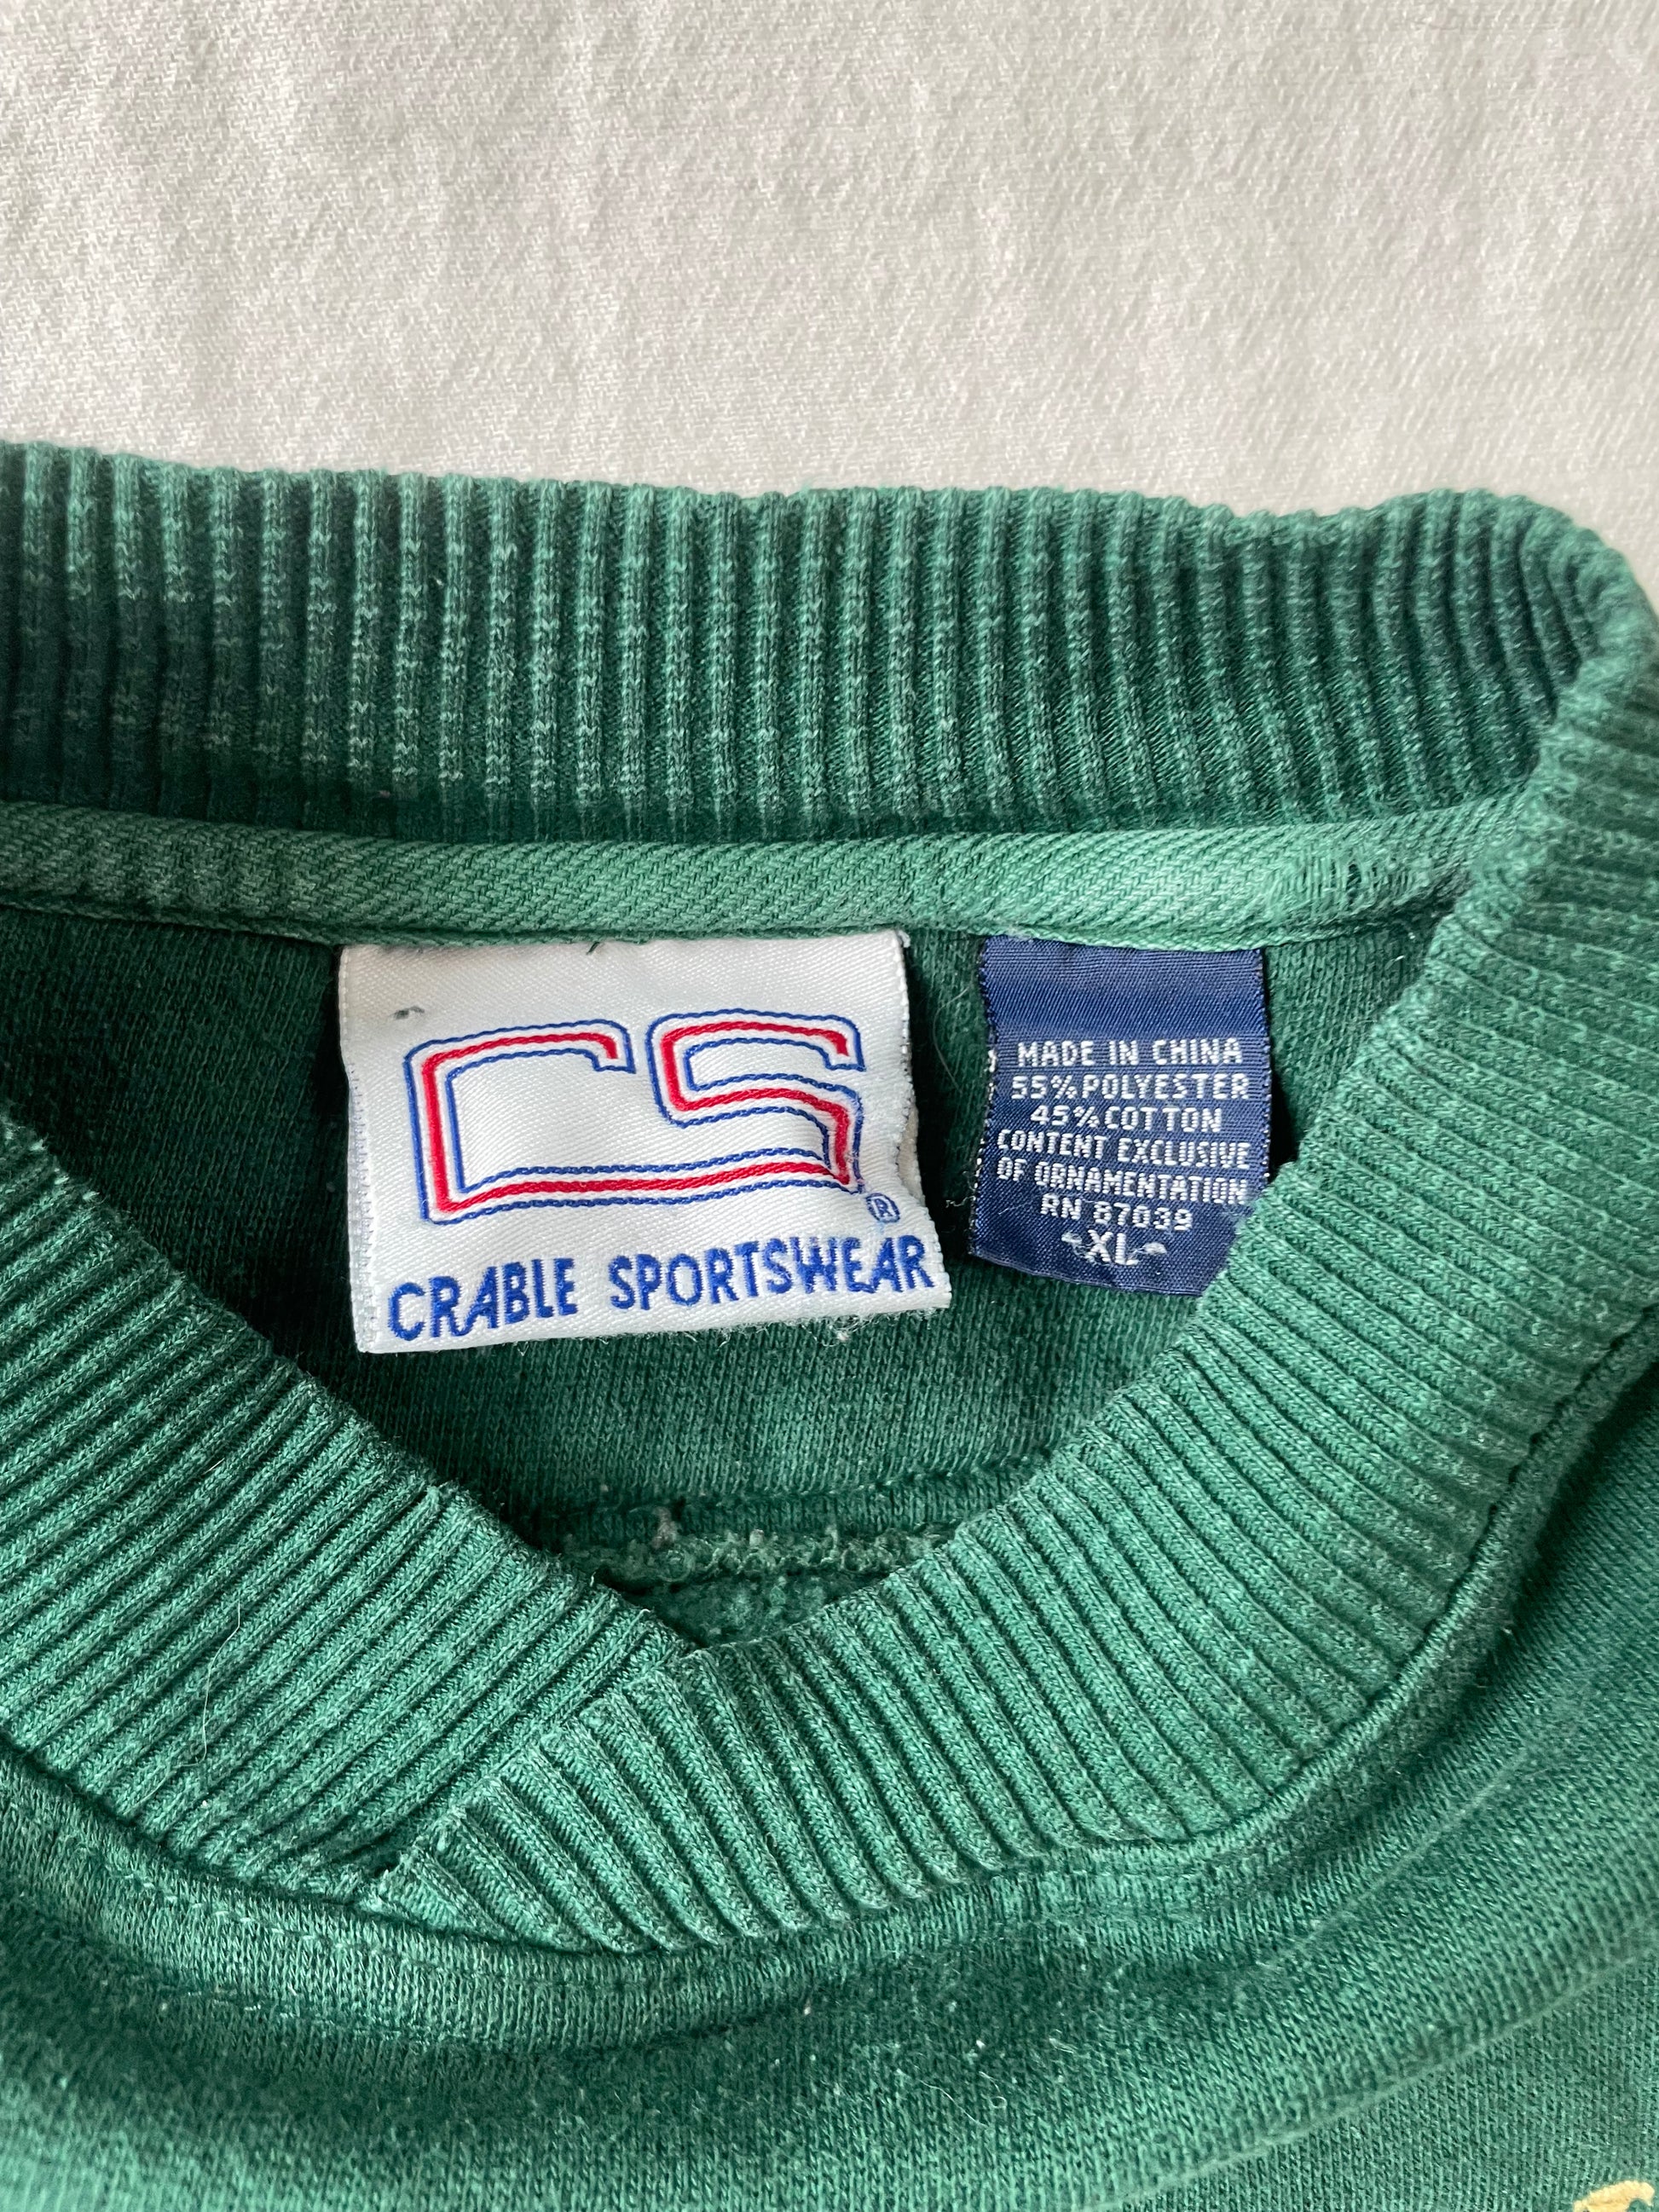 CS
®
CRABLE SPORTSWEAR
MADE IN CHINA
55% POLYESTER
45% COTTON
CONTENT EXCLUSIVE
OF ORNAMENTATION
RN 87039
-XL-